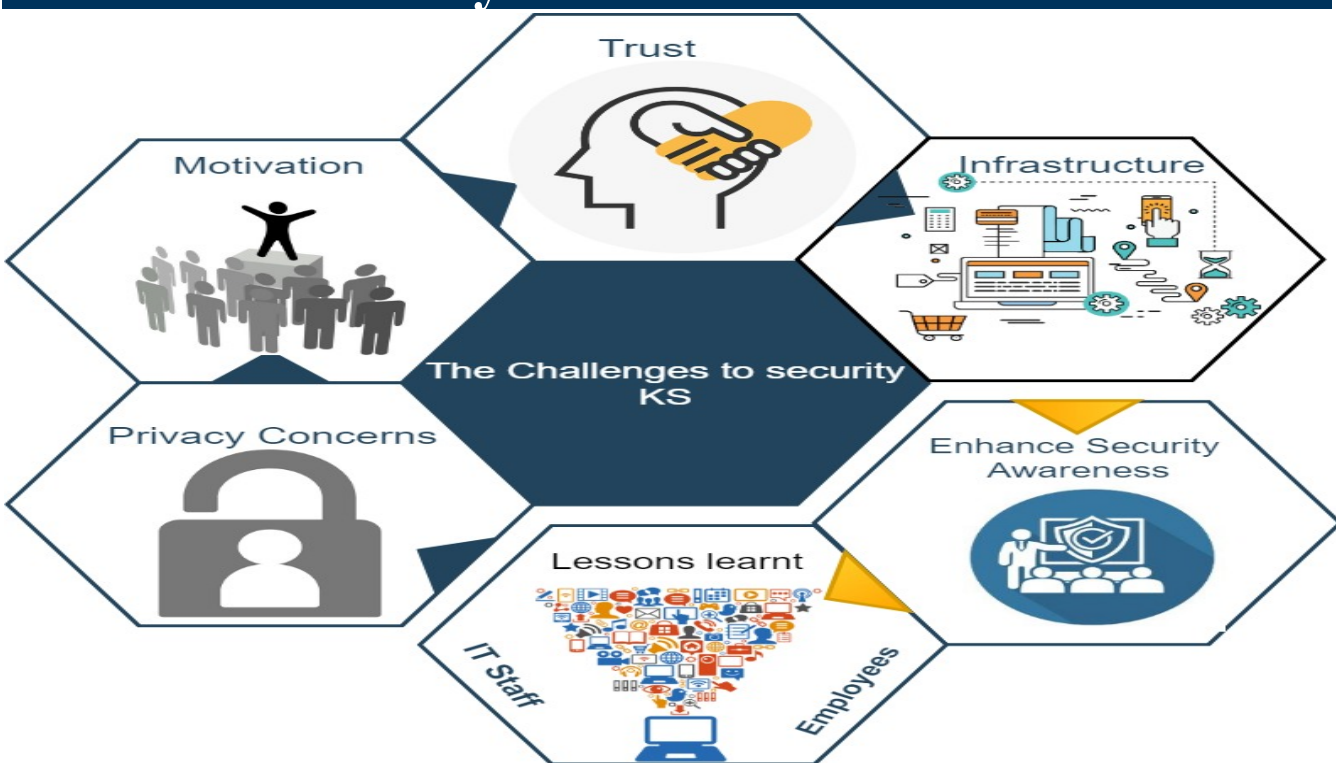 Trust
Motivation
Infrastructure
The Challenges to security
KS
Privacy Concerns
Enhance Security
Awareness
Lessons learnt
IT Staff
Employees